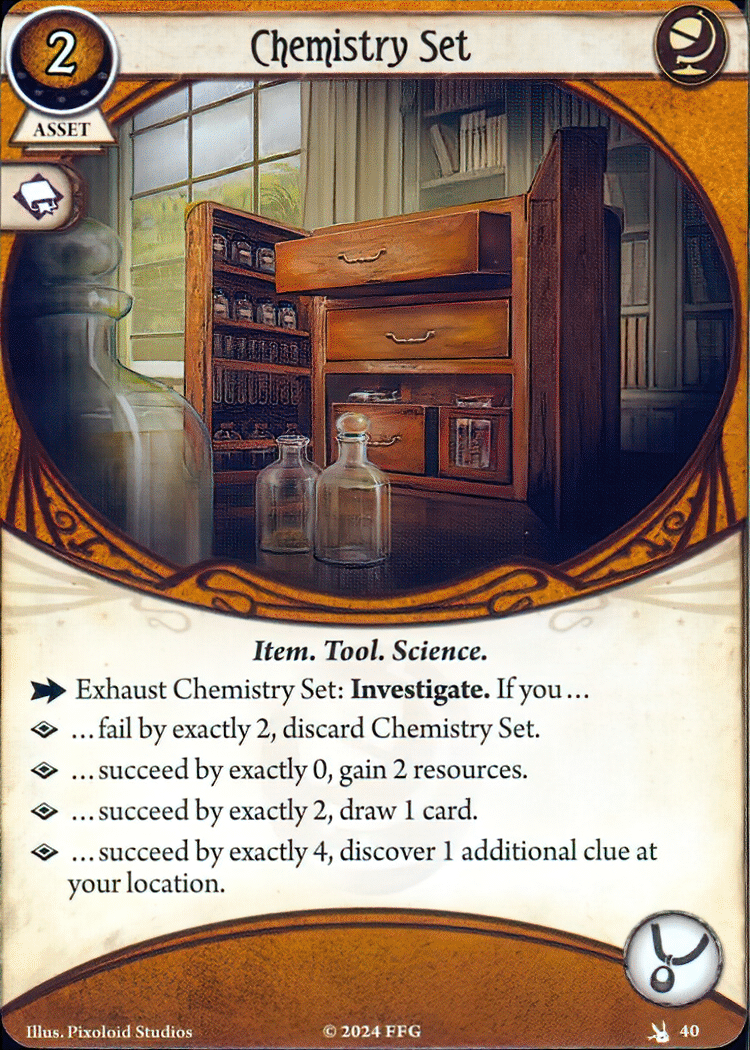 2
Chemistry Set
ASSET
Item. Tool. Science.
Exhaust Chemistry Set: Investigate. If you…
…fail by exactly 2, discard Chemistry Set.
…succeed by exactly 0, gain 2 resources.
…succeed by exactly 2, draw 1 card.
…succeed by exactly 4, discover 1 additional clue at
your location.
Illus. Pixoloid Studios
© 2024 FFG
40